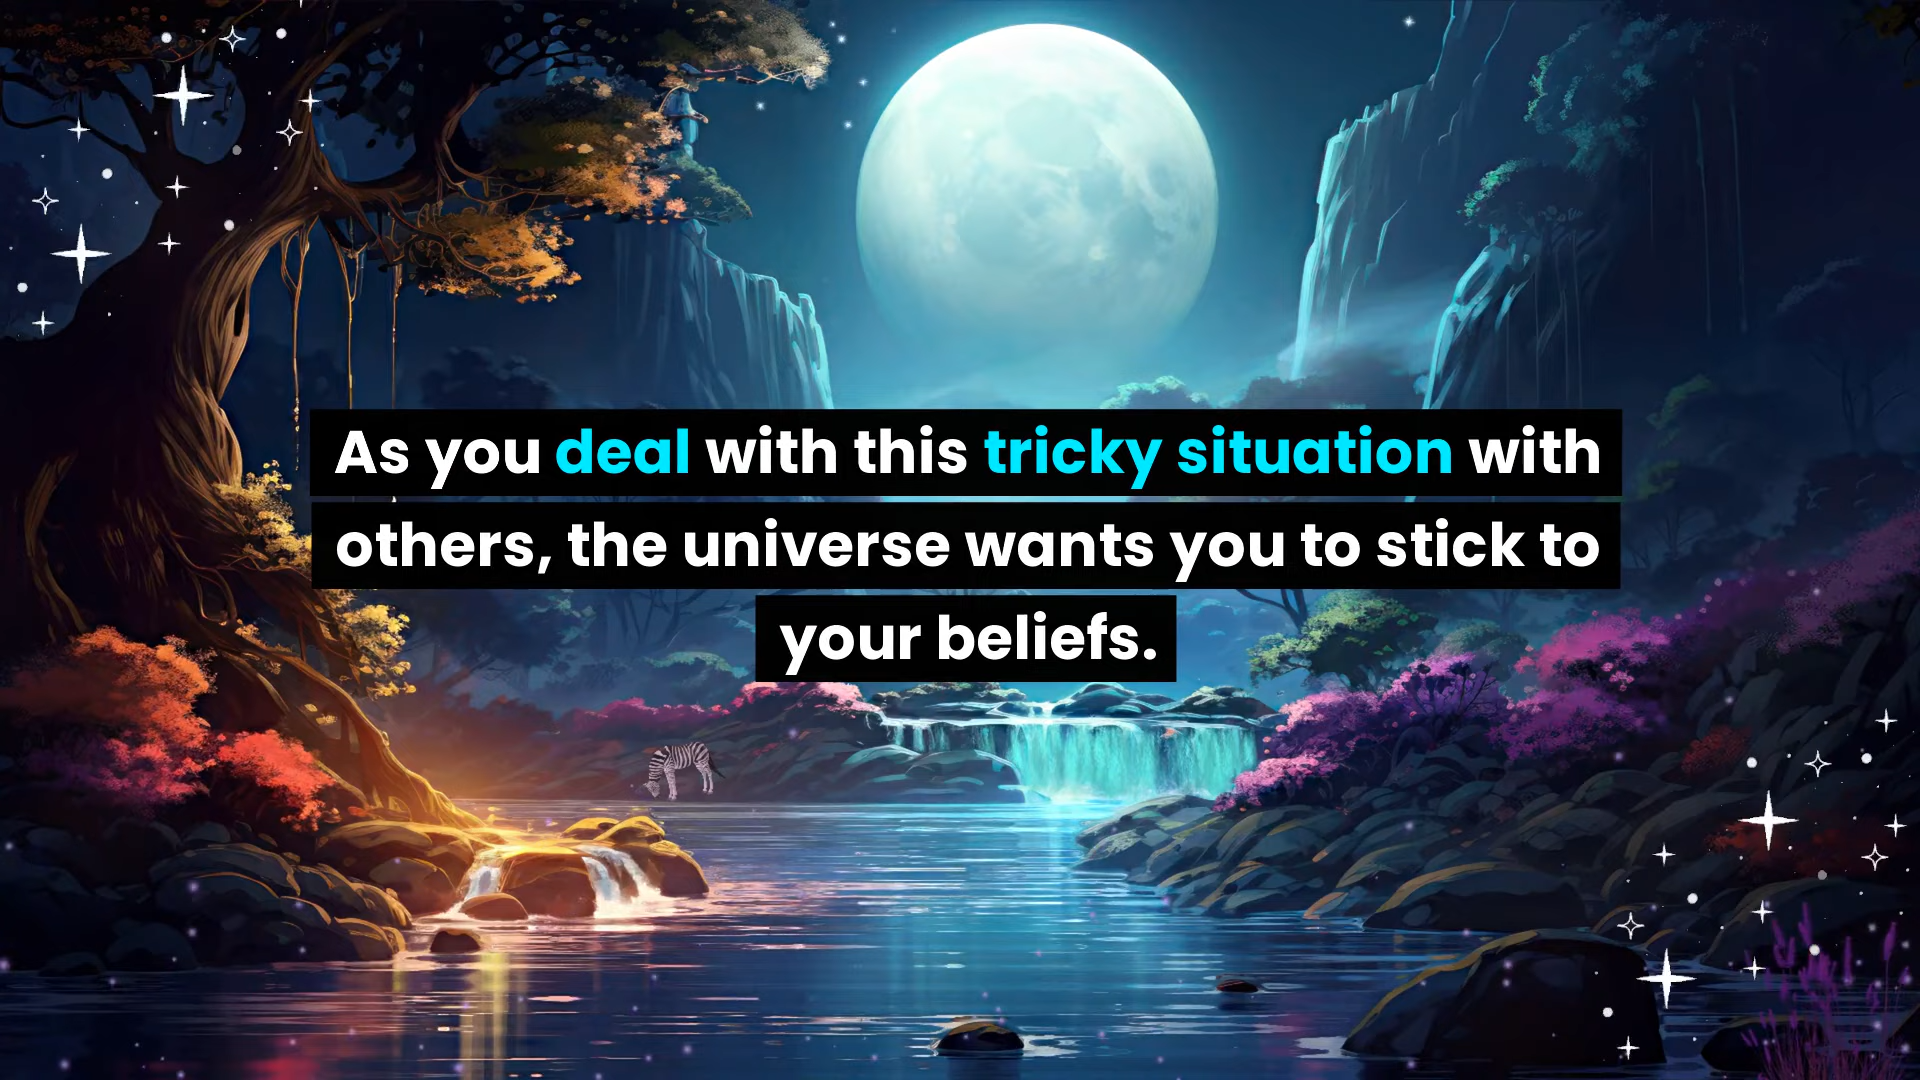 As you deal with this tricky situation with
others, the universe wants you to stick to
your beliefs.